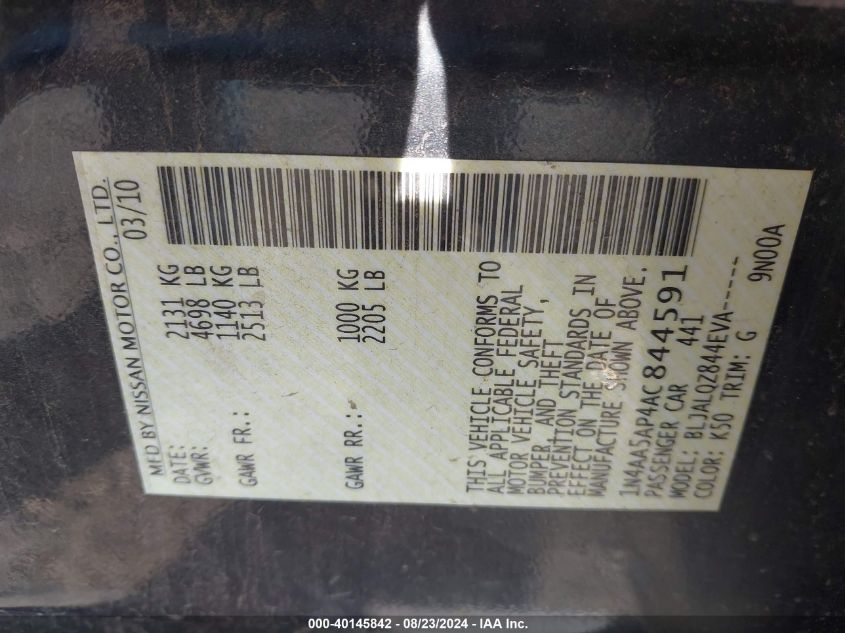 MFD BY NISSAN MOTOR CO., LTD.
DATE: 03/10
GVWR: 2131 KG
4698 LB
GAWR FR.: 1140 KG
2513 LB
GAWR RR.: 1000 KG
2205 LB
THIS VEHICLE CONFORMS TO
ALL APPLICABLE FEDERAL
MOTOR VEHICLE SAFETY,
BUMPER, AND THEFT
PREVENTION STANDARDS IN
EFFECT ON THE DATE OF
MANUFACTURE SHOWN ABOVE.
1N4AA5AP4AC844591
PASSENGER CAR 441
MODEL: BLJALQZ844EVA-----
COLOR: K50 TRIM: G 9N00A
000-40145842 / 08/23/2024 - IAA Inc.